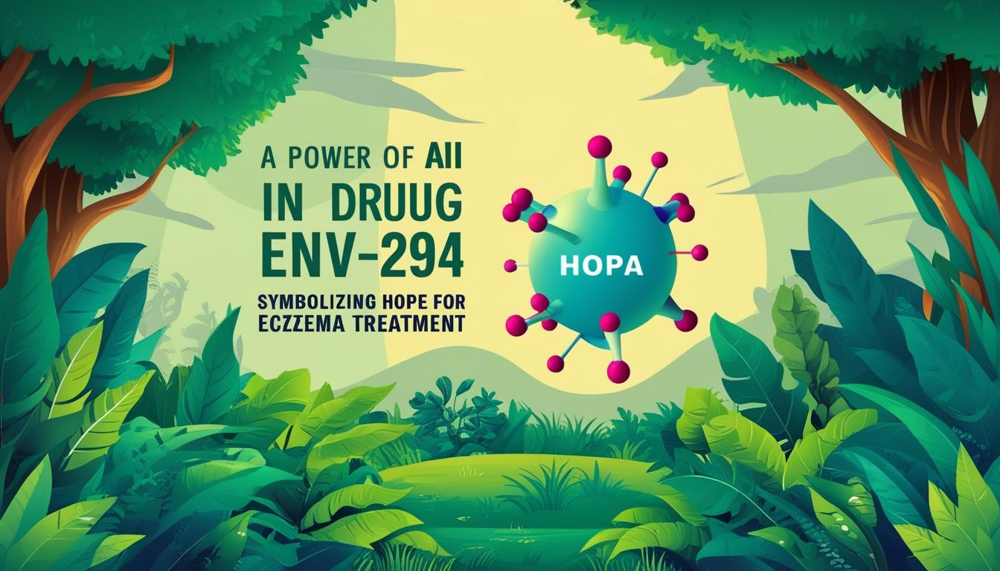 A POWER OF AII
IN DRUUG
ENV-294
SYMBOLIZING HOPE FOR
ECZZEMA TREATMENT
HOPA